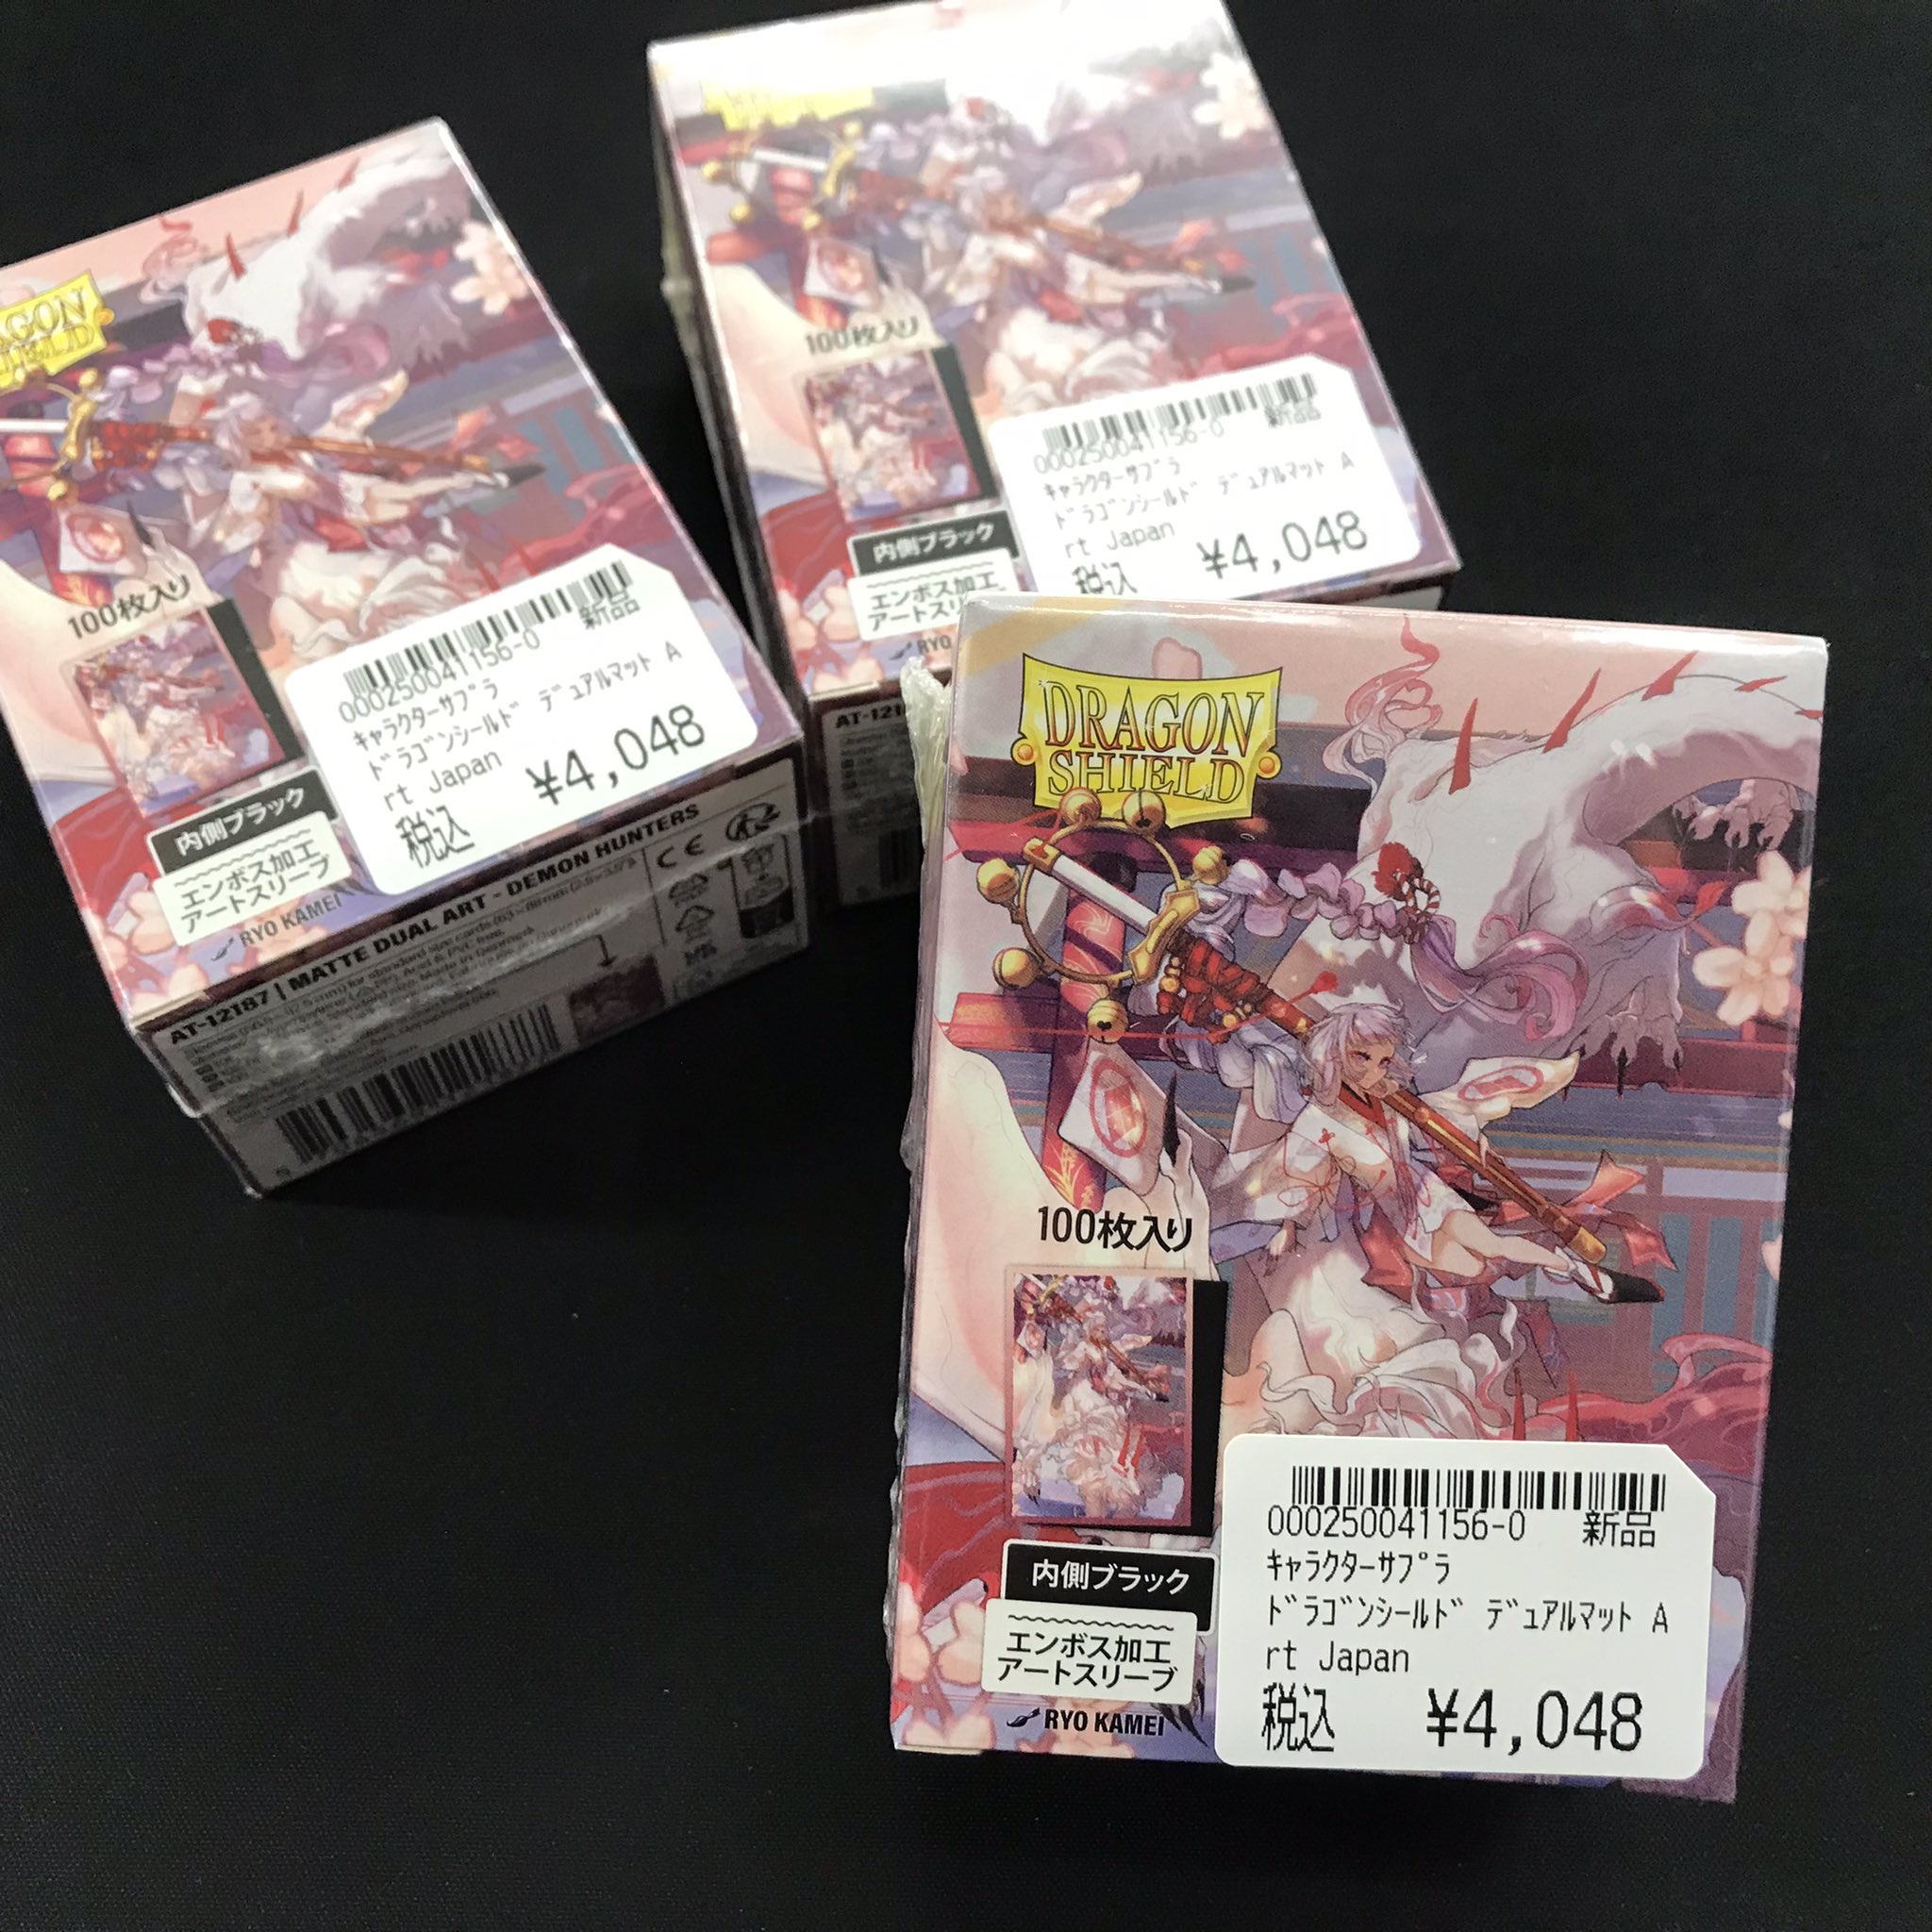 AGON
100枚入り
000250041156-0 新品
キャラクターサプラ
ドラゴンシールド デュアルマット A
rt Japan
税込 ¥4,048
内側ブラック
エンボス加工
アートスリーブ
RYO KAMEI
AT-12187 | MATTE DUAL ART - DEMON HUNTERS
CE
100枚入り
000250041156-0 新品
キャラクターサプラ
ドラゴンシールド デュアルマット A
rt Japan
税込 ¥4,048
内側ブラック
エンボス加工
RYO
DRAGON
SHIELD
100枚入り
内側ブラック
エンボス加工
アートスリーブ
RYO KAMEI
000250041156-0 新品
キャラクターサプラ
ドラゴンシールド デュアルマット A
rt Japan
税込 ¥4,048